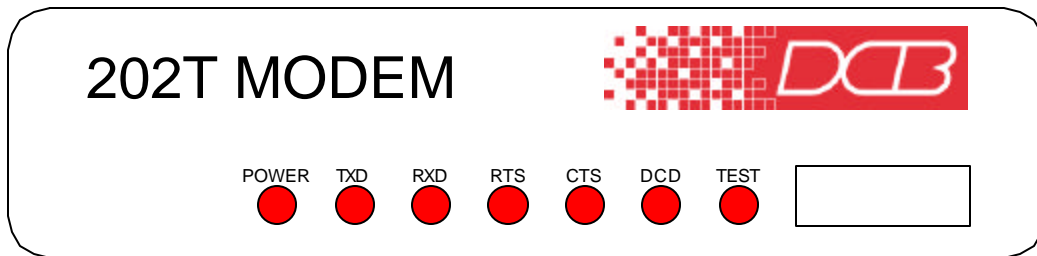 202T MODEM
DCB
POWER TXD RXD RTS CTS DCD TEST